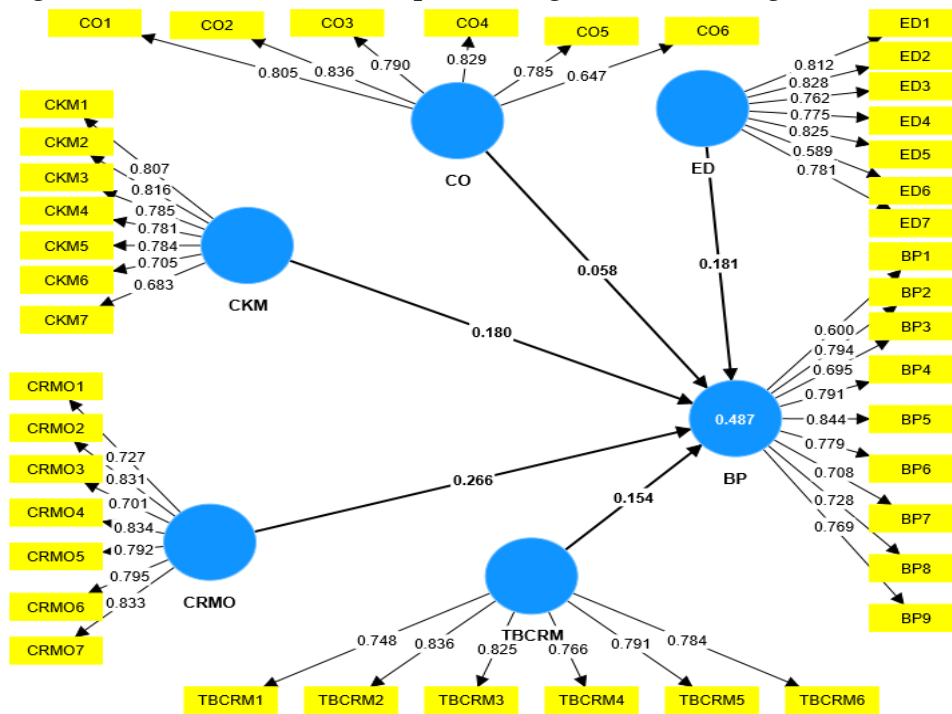 CO1
CO2
CO3
CO4
CO5
CO6
0.805
0.836
0.790
0.829
0.785
0.647
CO
ED1
ED2
ED3
ED4
ED5
ED6
ED7
0.812
0.828
0.762
0.775
0.825
0.589
0.781
ED
CKM1
CKM2
CKM3
CKM4
CKM5
CKM6
CKM7
0.807
0.816
0.785
0.781
0.784
0.705
0.683
CKM
0.058
0.181
0.180
0.266
0.154
BP1
BP2
BP3
BP4
BP5
BP6
BP7
BP8
BP9
0.600
0.794
0.695
0.791
0.844
0.779
0.708
0.728
0.769
0.487
BP
CRMO1
CRMO2
CRMO3
CRMO4
CRMO5
CRMO6
CRMO7
0.727
0.831
0.701
0.834
0.792
0.795
0.833
CRMO
TBCRM
0.748
0.836
0.825
0.766
0.791
0.784
TBCRM1
TBCRM2
TBCRM3
TBCRM4
TBCRM5
TBCRM6